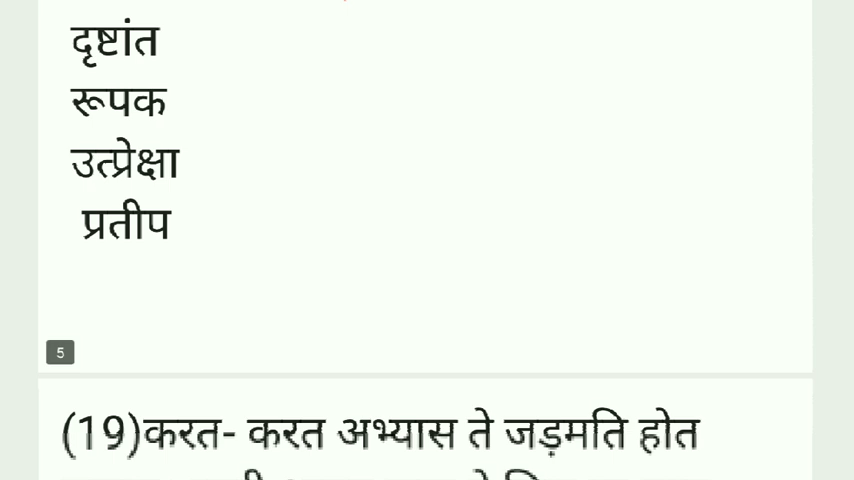 दृष्टांत
रूपक
उत्प्रेक्षा
प्रतीप
5
(19)करत- करत अभ्यास ते जड़मति होत